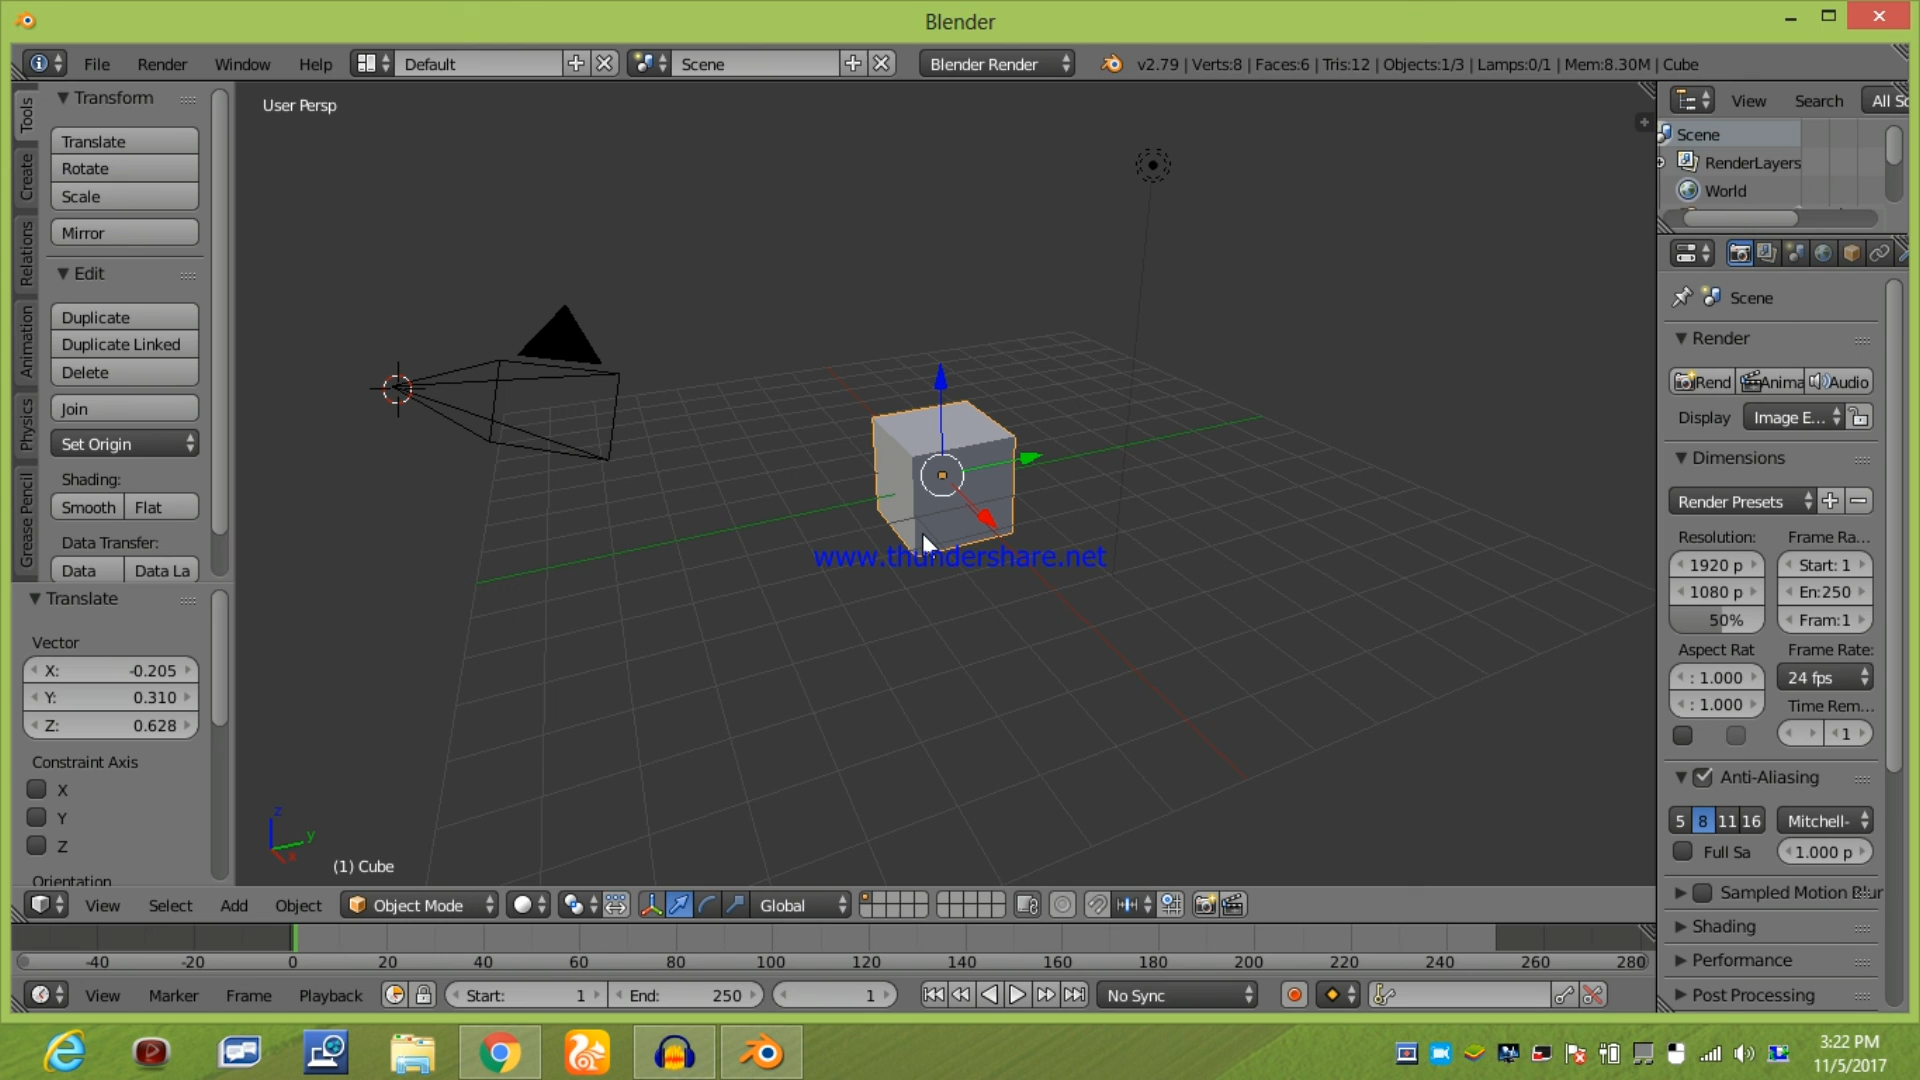 Blender
File Render Window Help Default Scene Blender Render v2.79 | Verts:8 | Faces:6 | Tris:12 | Objects:1/3 | Lamps:0/1 | Mem:8.30M | Cube
Tools
Create
Relations
Animation
Physics
Grease Pencil
Transform
Translate
Rotate
Scale
Mirror
Edit
Duplicate
Duplicate Linked
Delete
Join
Set Origin
Shading:
Smooth Flat
Data Transfer:
Data Data La
Translate
Vector
X: -0.205
Y: 0.310
Z: 0.628
Constraint Axis
X
Y
Z
Orientation
User Persp
www.thundershare.net
z
y
x
(1) Cube
View Search All Sc
Scene
RenderLayers
World
Scene
Render
Rend Anima Audio
Display Image E...
Dimensions
Render Presets
Resolution: Frame Ra...
1920 p Start: 1
1080 p En:250
50% Fram:1
Aspect Rat Frame Rate:
: 1.000 24 fps
: 1.000 Time Rem...
1
Anti-Aliasing
5 8 11 16 Mitchell-
Full Sa 1.000 p
Sampled Motion Blur
Shading
Performance
Post Processing
View Select Add Object Object Mode Global
-40 -20 0 20 40 60 80 100 120 140 160 180 200 220 240 260 280
View Marker Frame Playback Start: 1 End: 250 1 No Sync
3:22 PM
11/5/2017